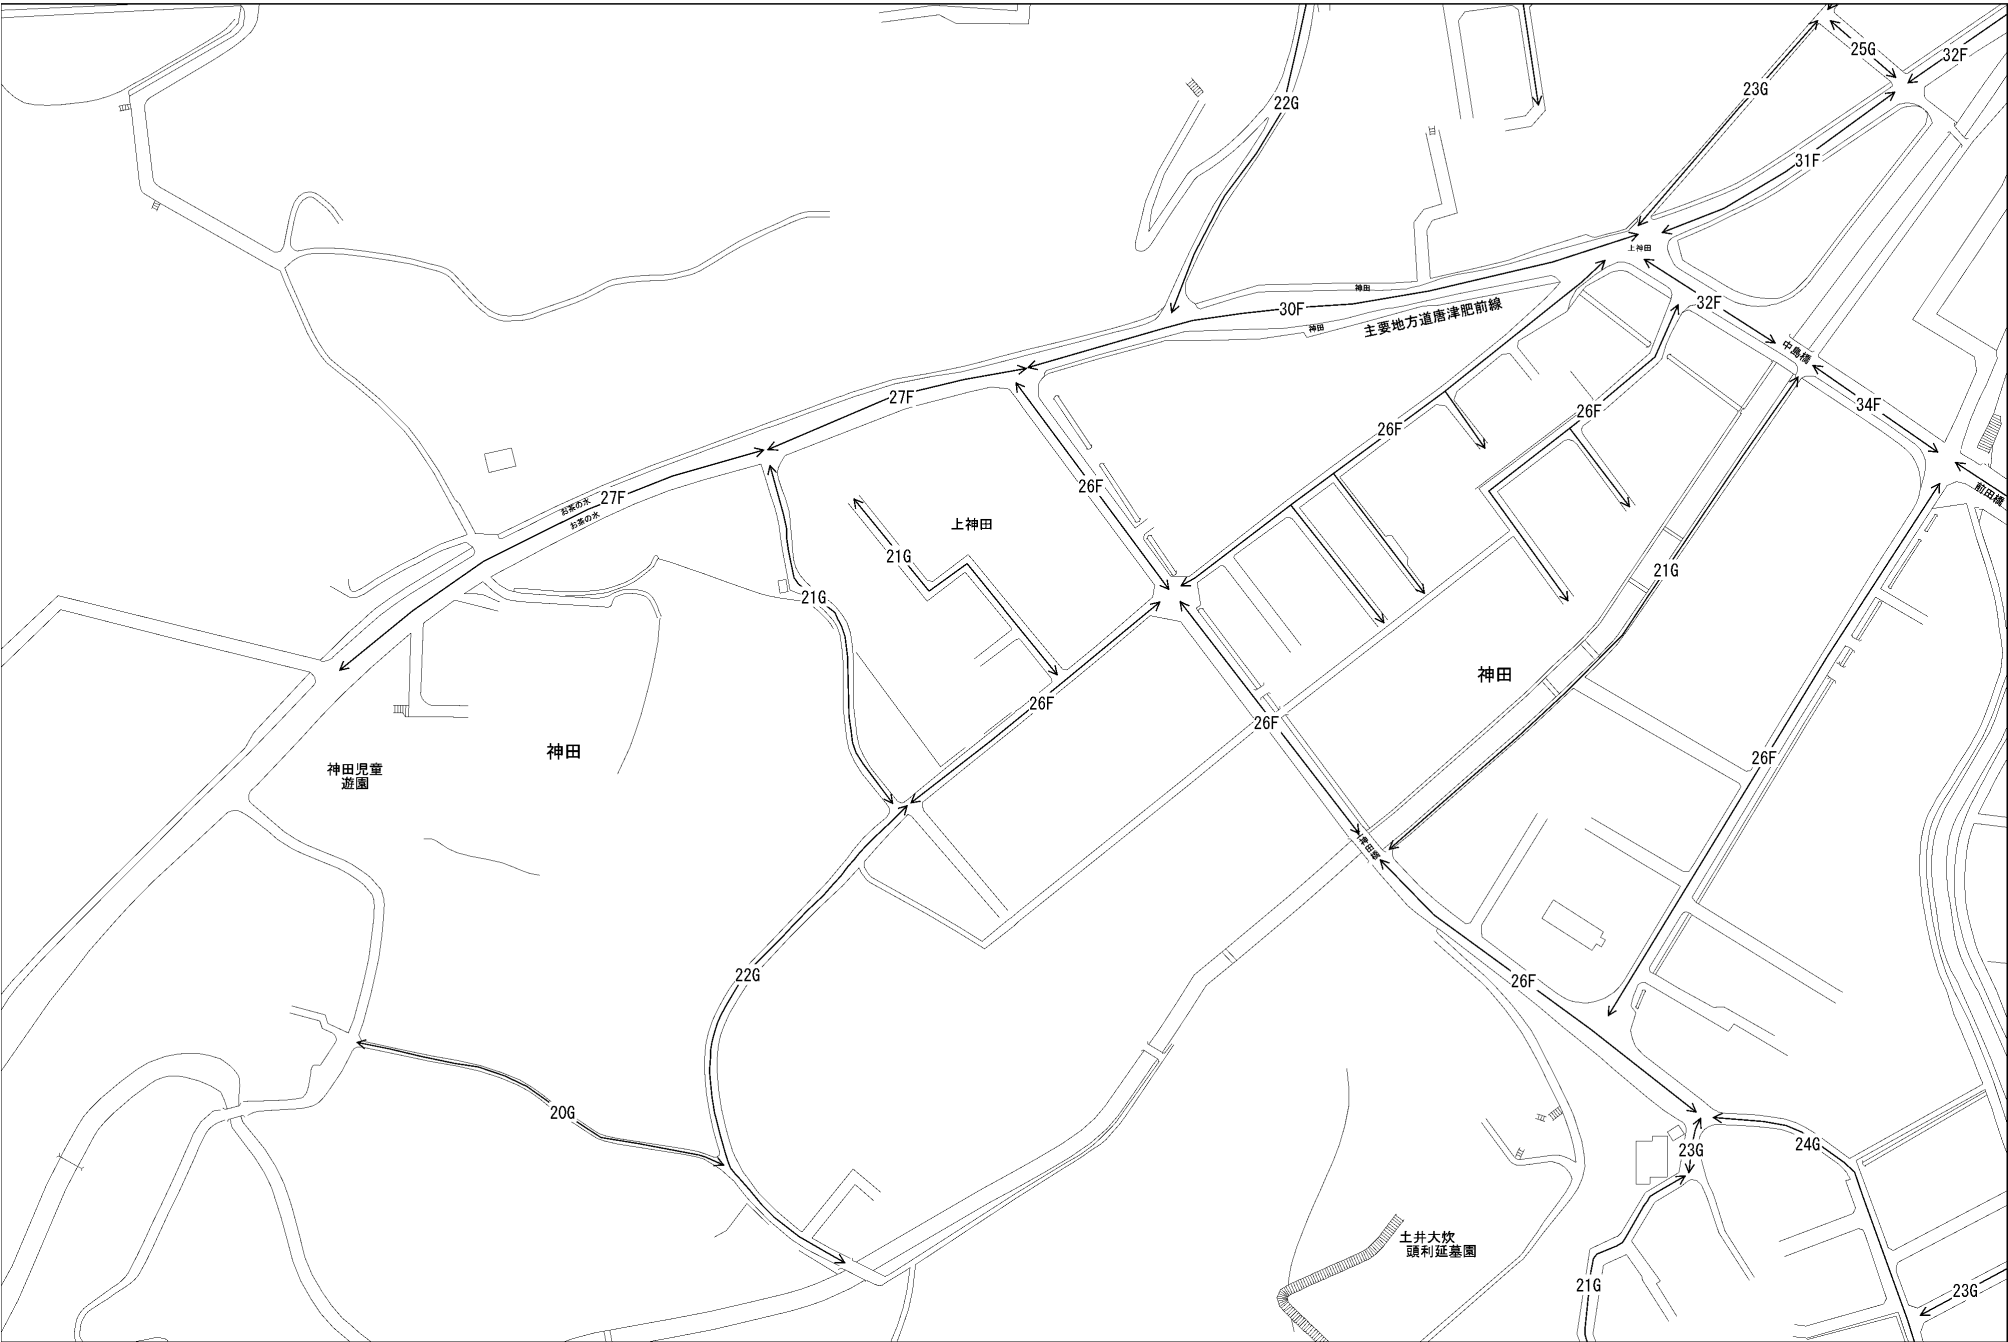 25G
32F
23G
22G
31F
上神田
神田
32F
30F
神田
主要地方道唐津肥前線
中島橋
27F
34F
26F
26F
26F
27F
お茶の水
お茶の水
前田橋
上神田
21G
21G
21G
26F
26F
神田
神田
26F
神田児童
遊園
22G
26F
20G
23G
24G
土井大炊
頭利延墓園
21G
23G